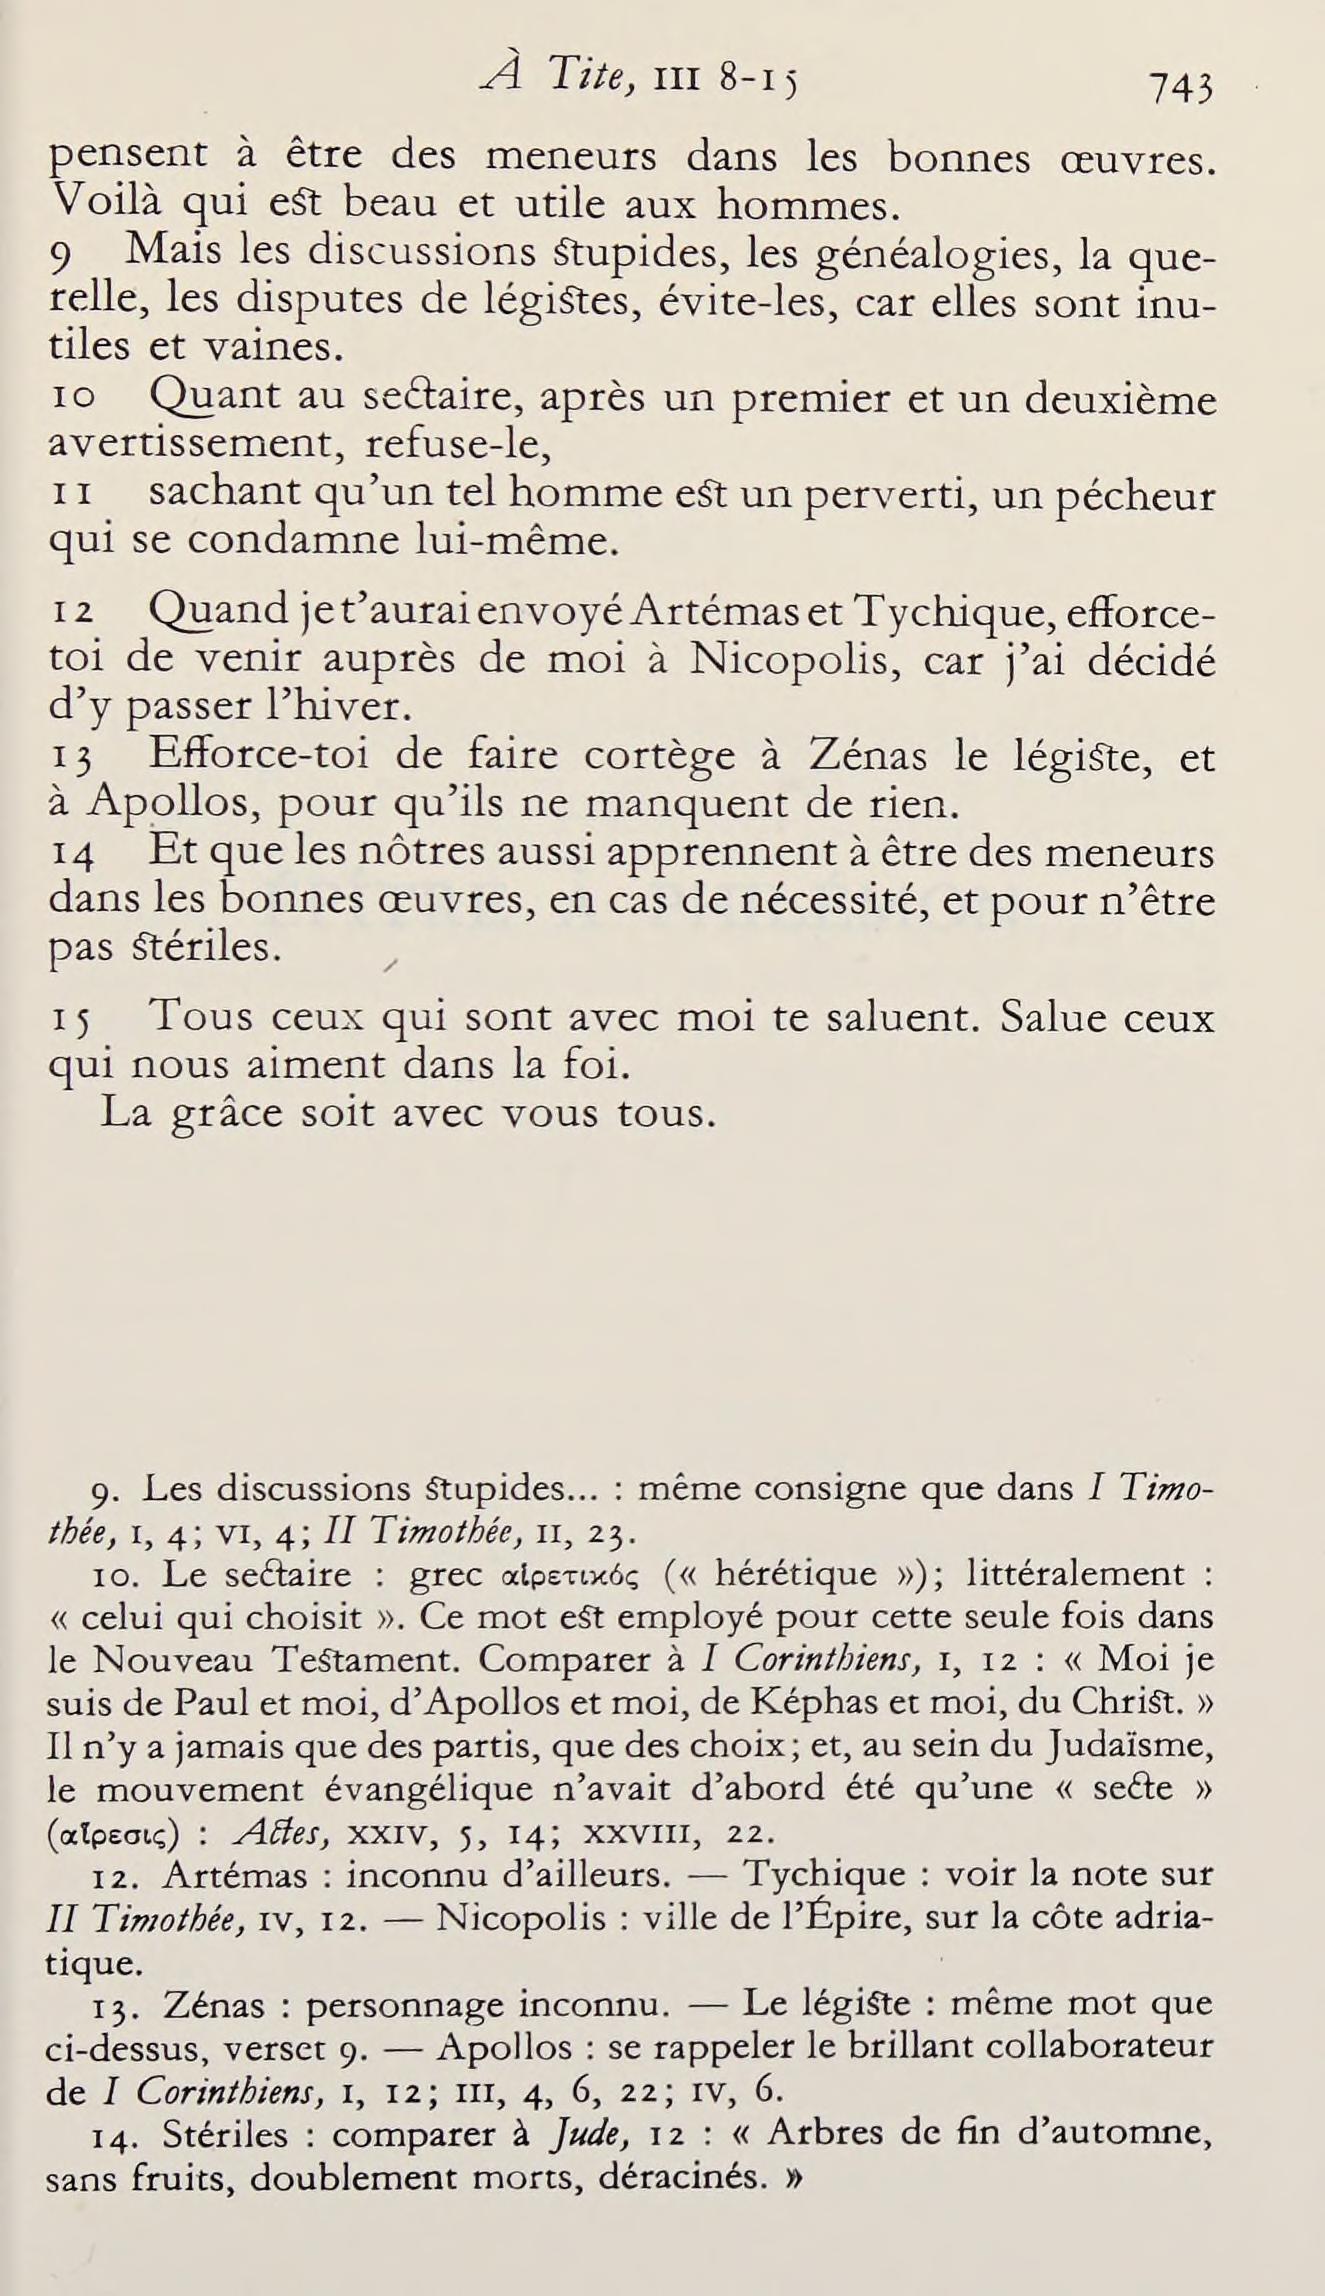 À Tite, III 8-15
743
pensent à être des meneurs dans les bonnes œuvres.
Voilà qui est beau et utile aux hommes.
9 Mais les discussions stupides, les généalogies, la que-
relle, les disputes de légistes, évite-les, car elles sont inu-
tiles et vaines.
10 Quant au sectaire, après un premier et un deuxième
avertissement, refuse-le,
11 sachant qu'un tel homme est un perverti, un pécheur
qui se condamne lui-même.
12 Quand je t'aurai envoyé Artémas et Tychique, efforce-
toi de venir auprès de moi à Nicopolis, car j'ai décidé
d'y passer l'hiver.
13 Efforce-toi de faire cortège à Zénas le légiste, et
à Apollos, pour qu'ils ne manquent de rien.
14 Et que les nôtres aussi apprennent à être des meneurs
dans les bonnes œuvres, en cas de nécessité, et pour n'être
pas stériles.
15 Tous ceux qui sont avec moi te saluent. Salue ceux
qui nous aiment dans la foi.
La grâce soit avec vous tous.
9. Les discussions stupides... : même consigne que dans I Timo-
thée, I, 4; VI, 4; II Timothée, II, 23.
10. Le sectaire : grec αἱρετικός (« hérétique »); littéralement :
« celui qui choisit ». Ce mot est employé pour cette seule fois dans
le Nouveau Testament. Comparer à I Corinthiens, I, 12 : « Moi je
suis de Paul et moi, d'Apollos et moi, de Képhas et moi, du Christ. »
Il n'y a jamais que des partis, que des choix; et, au sein du Judaïsme,
le mouvement évangélique n'avait d'abord été qu'une « secte »
(αἵρεσις) : Actes, XXIV, 5, 14; XXVIII, 22.
12. Artémas : inconnu d'ailleurs. — Tychique : voir la note sur
II Timothée, IV, 12. — Nicopolis : ville de l'Épire, sur la côte adria-
tique.
13. Zénas : personnage inconnu. — Le légiste : même mot que
ci-dessus, verset 9. — Apollos : se rappeler le brillant collaborateur
de I Corinthiens, I, 12; III, 4, 6, 22; IV, 6.
14. Stériles : comparer à Jude, 12 : « Arbres de fin d'automne,
sans fruits, doublement morts, déracinés. »